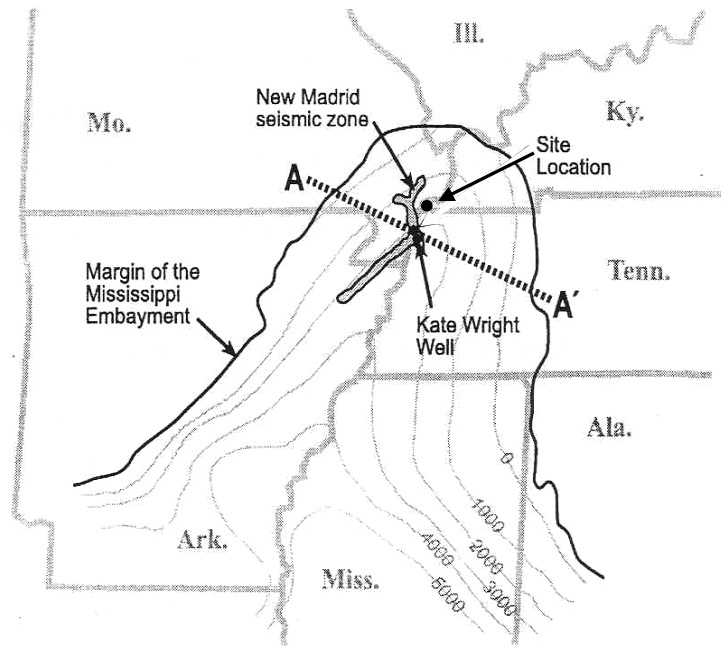 Ill.
New Madrid
seismic zone
Ky.
Mo.
Site
Location
A
Tenn.
Margin of the
Mississippi
Embayment
A´
Kate Wright
Well
Ala.
0
1000
Ark.
4000
2000
Miss.
5000
3000